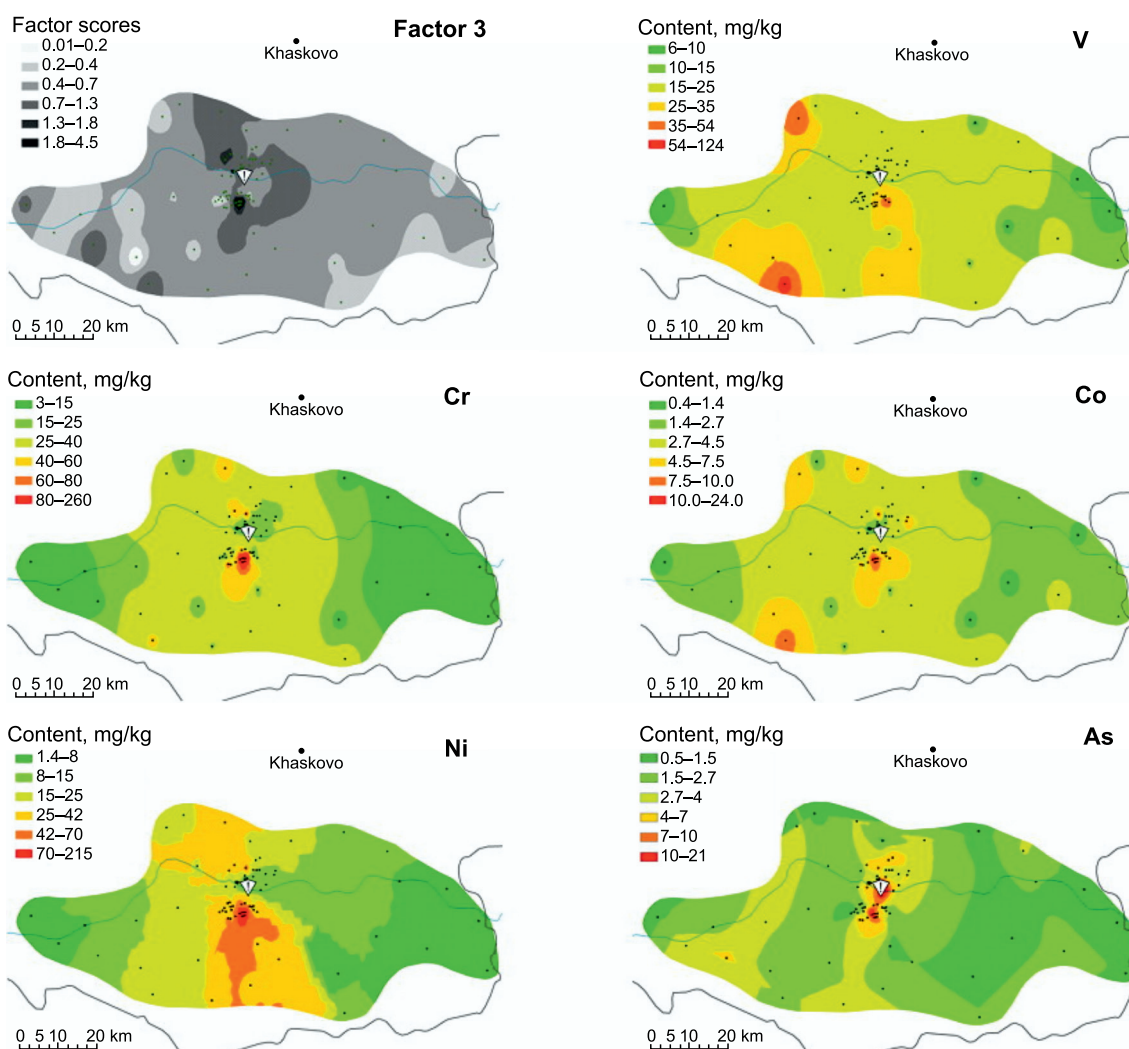 Factor scores
Factor 3
0.01–0.2
0.2–0.4
0.4–0.7
0.7–1.3
1.3–1.8
1.8–4.5
Khaskovo
!
0 5 10 20 km
Content, mg/kg
V
6–10
10–15
15–25
25–35
35–54
54–124
Khaskovo
!
0 5 10 20 km
Content, mg/kg
Cr
3–15
15–25
25–40
40–60
60–80
80–260
Khaskovo
!
0 5 10 20 km
Content, mg/kg
Co
0.4–1.4
1.4–2.7
2.7–4.5
4.5–7.5
7.5–10.0
10.0–24.0
Khaskovo
!
0 5 10 20 km
Content, mg/kg
Ni
1.4–8
8–15
15–25
25–42
42–70
70–215
Khaskovo
!
0 5 10 20 km
Content, mg/kg
As
0.5–1.5
1.5–2.7
2.7–4
4–7
7–10
10–21
Khaskovo
!
0 5 10 20 km